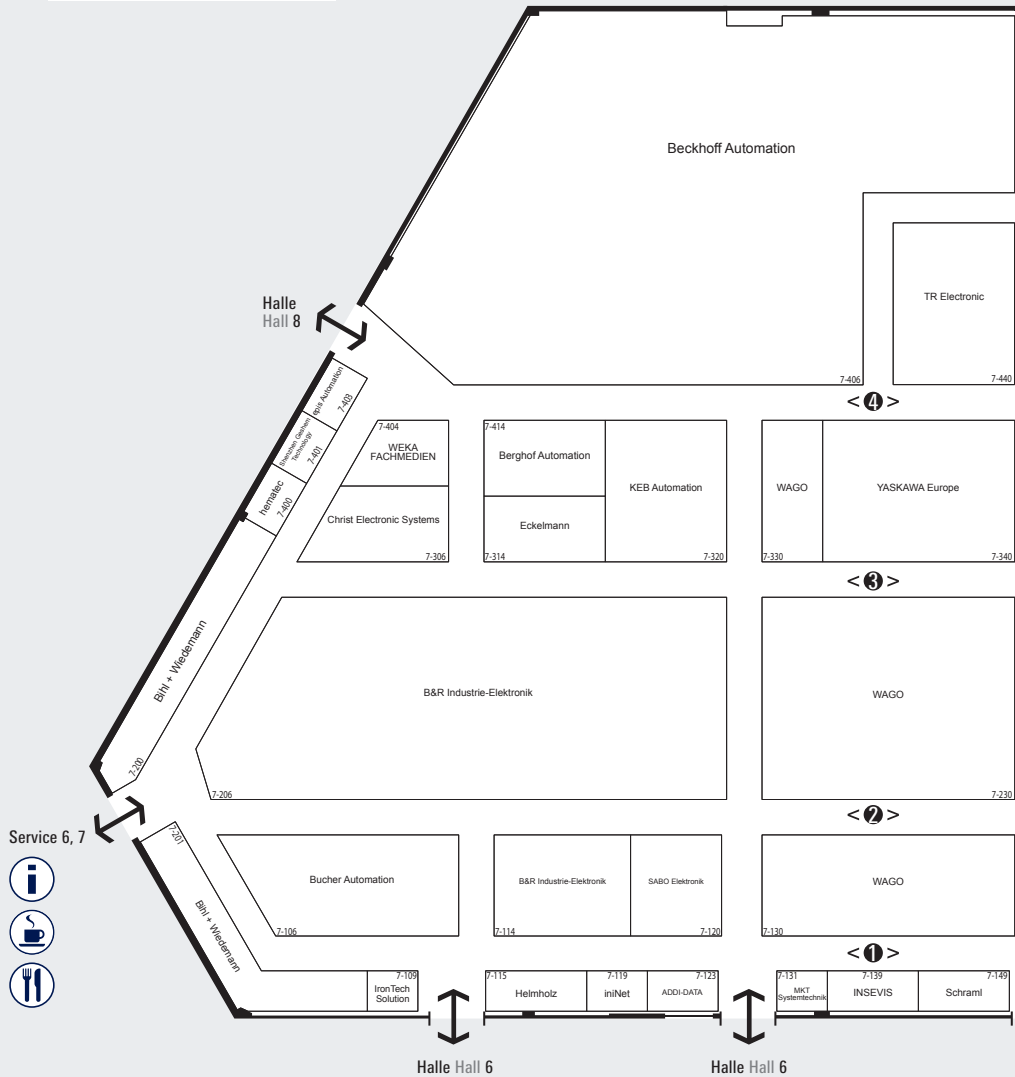 Beckhoff Automation
TR Electronic
Halle
Hall 8
7-406
7-440
< 4 >
epis Automation
7-403
Shenzhen Geshem
Technology
7-401
hematec
7-400
7-404
WEKA
FACHMEDIEN
Christ Electronic Systems
7-306
7-414
Berghof Automation
Eckelmann
7-314
KEB Automation
7-320
WAGO
7-330
YASKAWA Europe
7-340
< 3 >
Bihl + Wiedemann
7-200
B&R Industrie-Elektronik
7-206
WAGO
7-230
< 2 >
Service 6, 7
7-201
Bihl + Wiedemann
Bucher Automation
7-106
B&R Industrie-Elektronik
7-114
SABO Elektronik
7-120
WAGO
7-130
< 1 >
7-109
IronTech
Solution
7-115
Helmholz
7-119
iniNet
7-123
ADDI-DATA
7-131
MKT
Systemtechnik
7-139
INSEVIS
7-149
Schraml
Halle Hall 6
Halle Hall 6